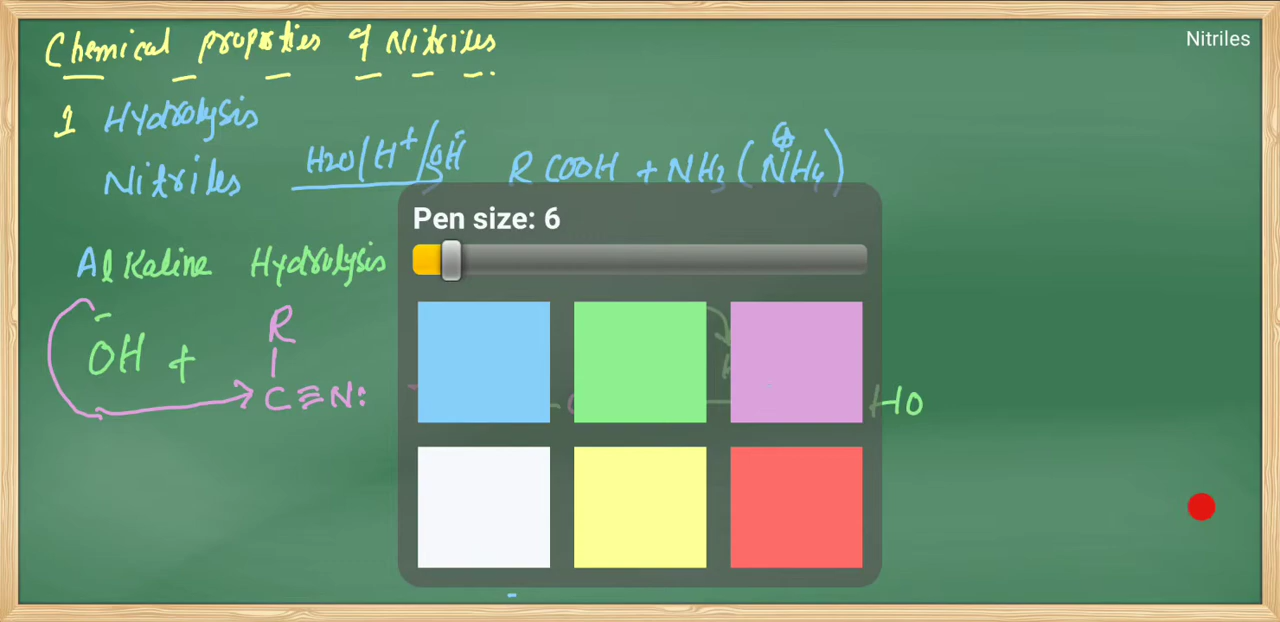 Chemical properties of Nitriles
Nitriles
1 Hydrolysis
Nitriles H2O/H+/OH⁻ RCOOH + NH3 (NH4⊕)
Pen size: 6
Alkaline Hydrolysis
R
OH⁻ + C≡N:
HO